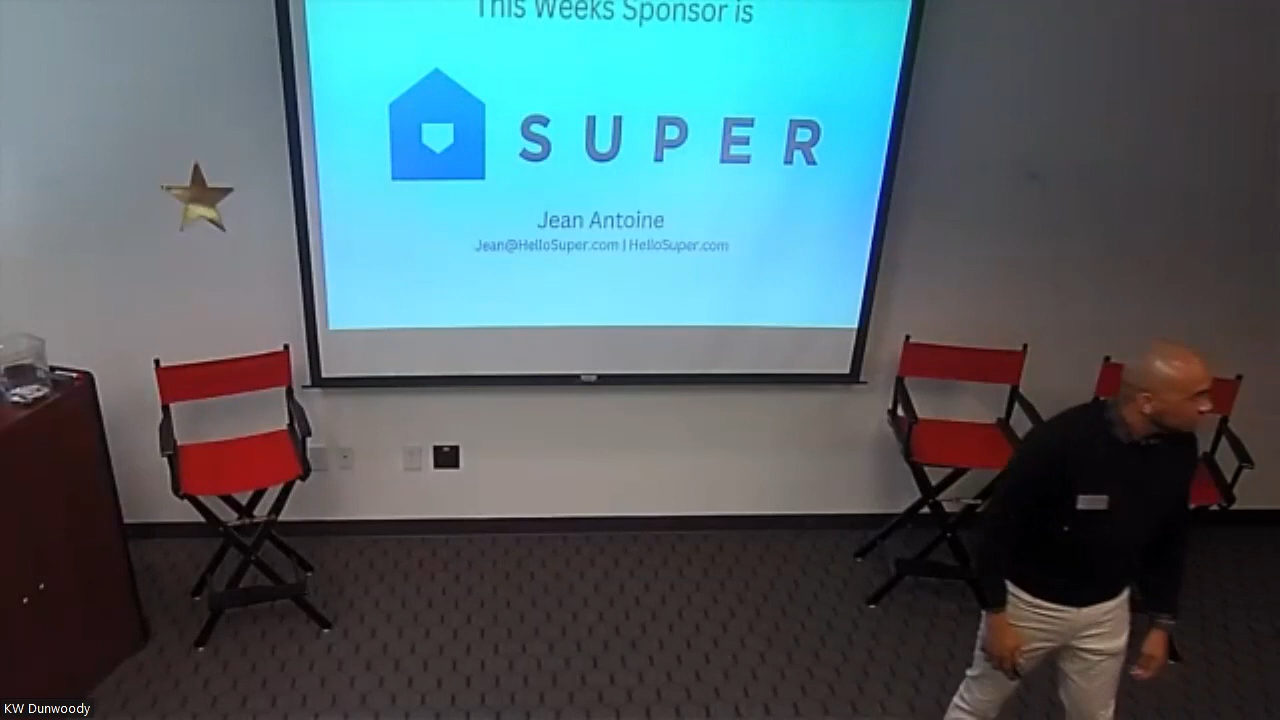 This Weeks Sponsor is
SUPER
Jean Antoine
Jean@HelloSuper.com | HelloSuper.com
KW Dunwoody